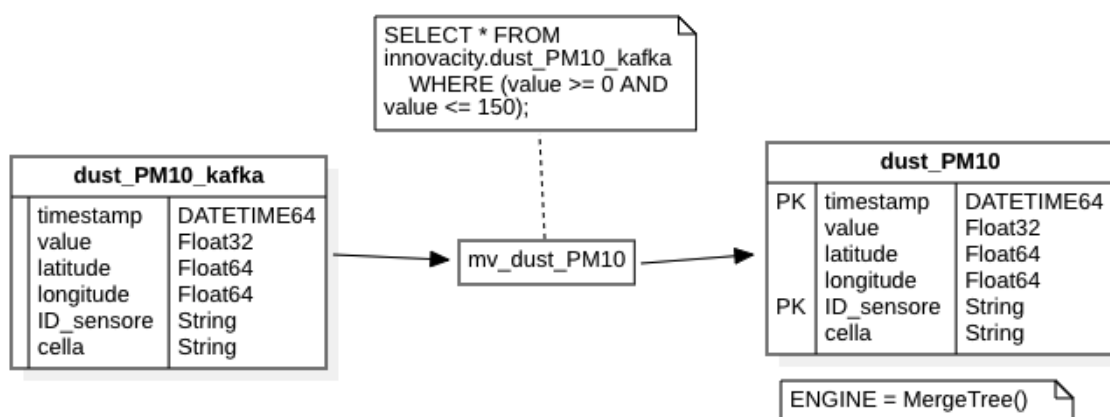 SELECT * FROM
innovacity.dust_PM10_kafka
WHERE (value >= 0 AND
value <= 150);
dust_PM10_kafka
timestamp DATETIME64
value Float32
latitude Float64
longitude Float64
ID_sensore String
cella String
mv_dust_PM10
dust_PM10
PK timestamp DATETIME64
value Float32
latitude Float64
longitude Float64
PK ID_sensore String
cella String
ENGINE = MergeTree()